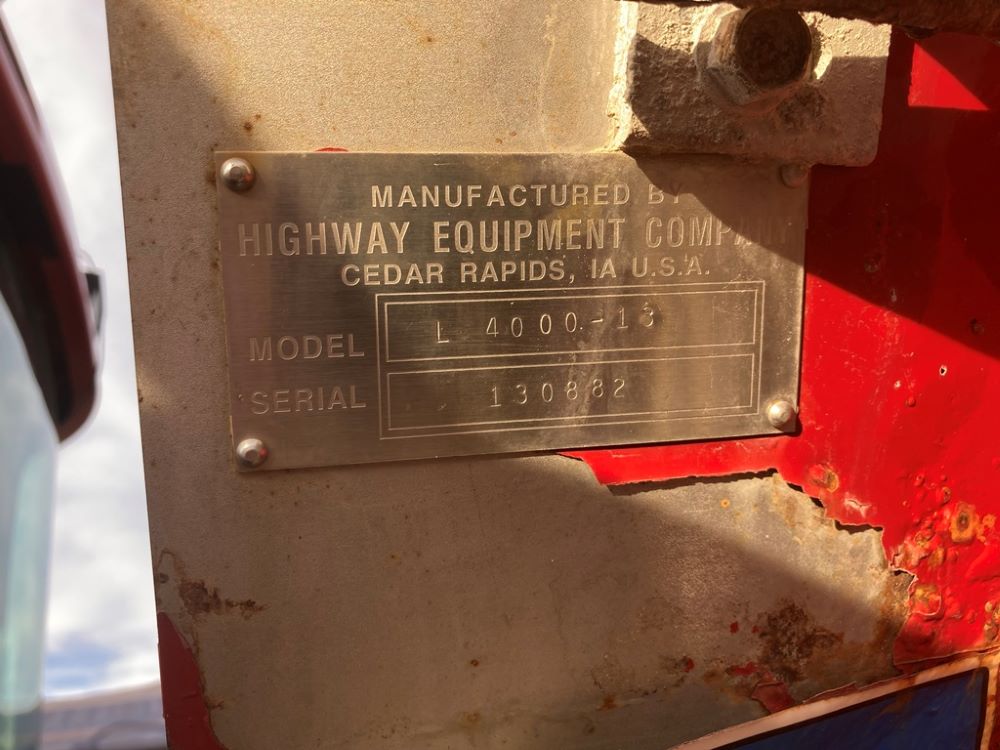 MANUFACTURED BY
HIGHWAY EQUIPMENT COMPANY
CEDAR RAPIDS, IA U.S.A.
MODEL L 4000-13
SERIAL 130882